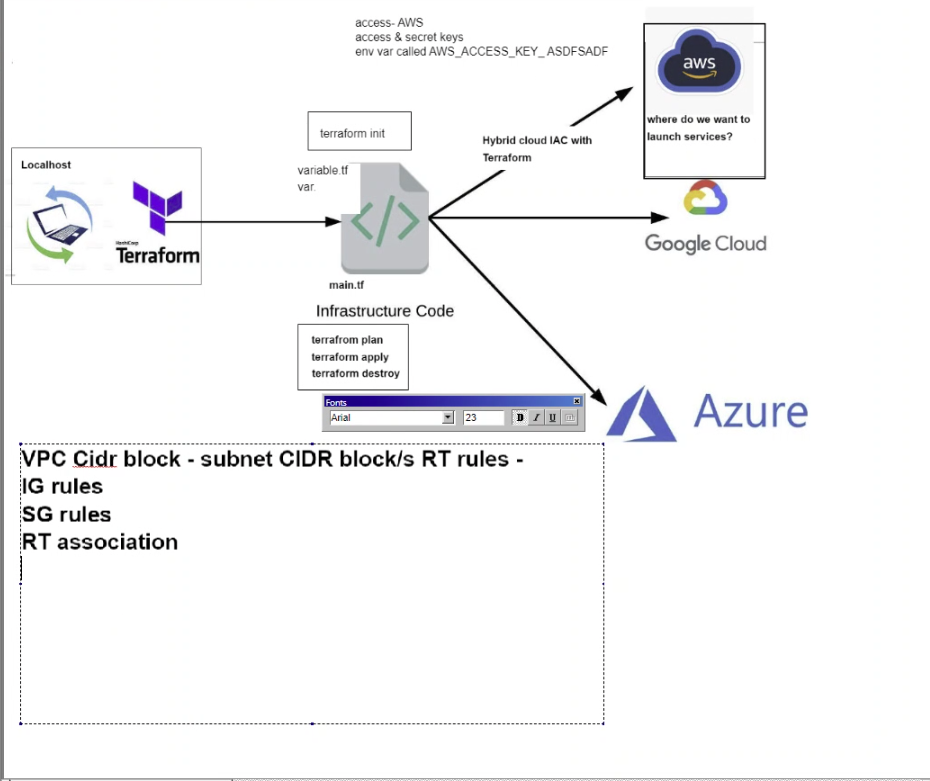 access- AWS
access & secret keys
env var called AWS_ACCESS_KEY_ ASDFSADF
aws
where do we want to
launch services?
terraform init
Hybrid cloud IAC with
Terraform
Localhost
variable.tf
var.
HashiCorp
Terraform
Google Cloud
main.tf
Infrastructure Code
terrafrom plan
terraform apply
terraform destroy
Fonts
Arial
23
B I U
Azure
VPC Cidr block - subnet CIDR block/s RT rules -
IG rules
SG rules
RT association